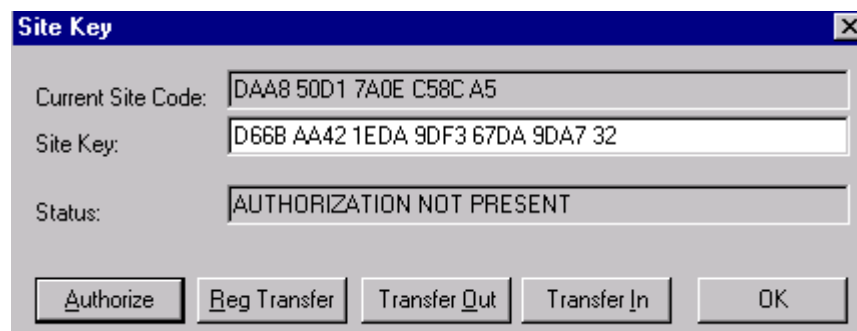 Site Key
Current Site Code: DAA8 50D1 7A0E C58C A5
Site Key: D66B AA42 1EDA 9DF3 67DA 9DA7 32
Status: AUTHORIZATION NOT PRESENT
Authorize Reg Transfer Transfer Out Transfer In OK